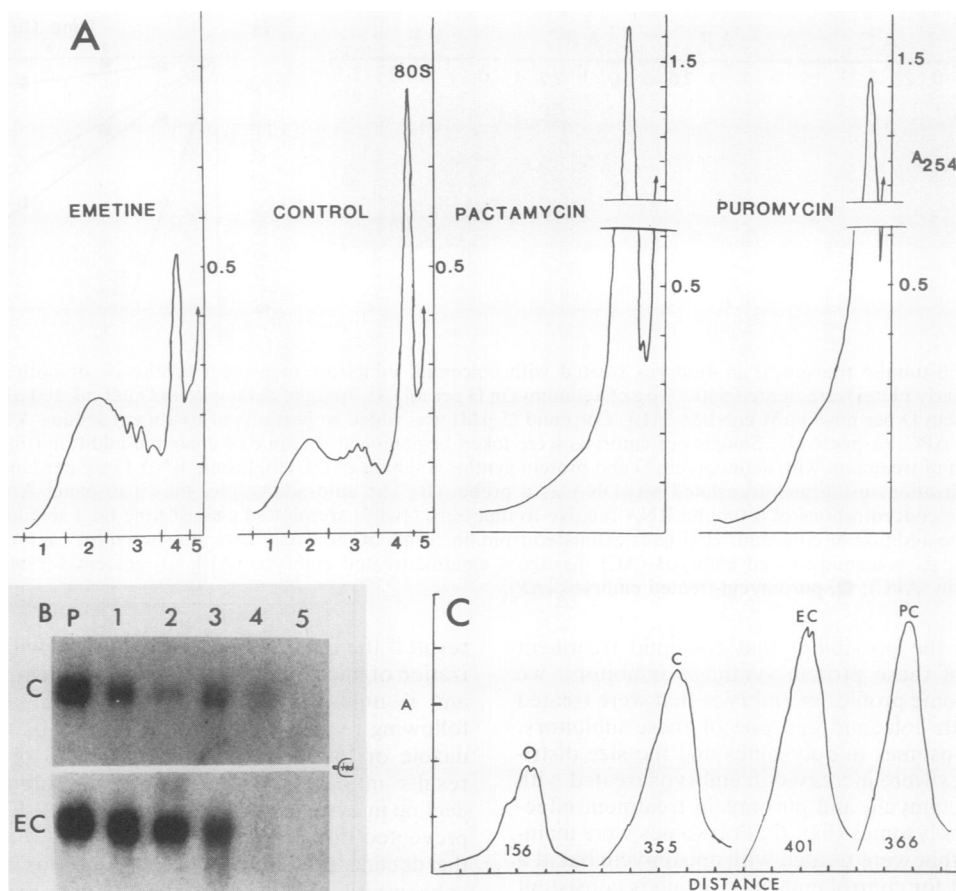 A
80S
1.5
1.5
A254
EMETINE
CONTROL
PACTAMYCIN
PUROMYCIN
0.5
0.5
0.5
0.5
1 2 3 4 5
1 2 3 4 5
B P 1 2 3 4 5
C
EC
C
A
O
C
EC
PC
156
355
401
366
DISTANCE